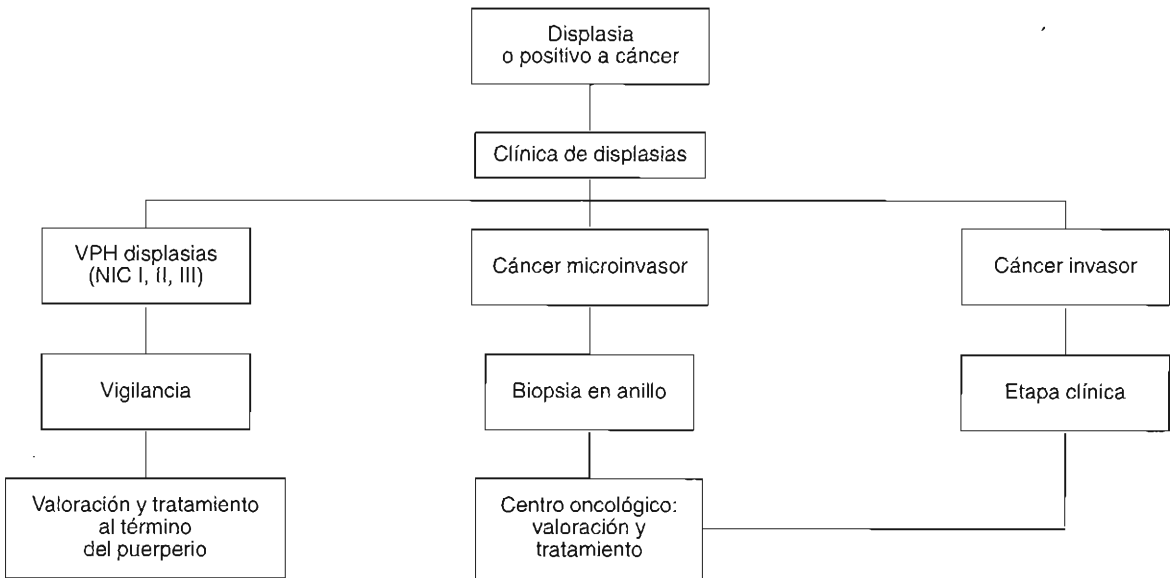 Displasia
o positivo a cáncer
Clínica de displasias
VPH displasias
(NIC I, II, III)
Cáncer microinvasor
Cáncer invasor
Vigilancia
Biopsia en anillo
Etapa clínica
Valoración y tratamiento
al término
del puerperio
Centro oncológico:
valoración y
tratamiento